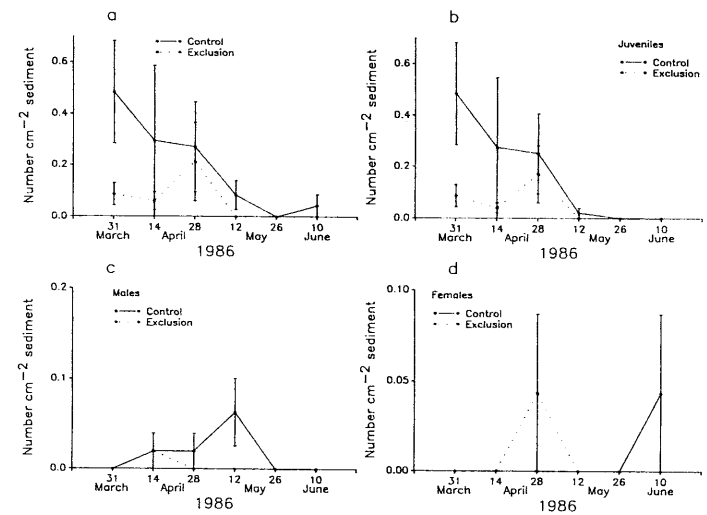 a
Number cm−2 sediment
0.6
0.4
0.2
0.0
Control
Exclusion
31 14 28 12 26 10
March April May June
1986
b
Number cm−2 sediment
0.6
0.4
0.2
0.0
Juveniles
Control
Exclusion
31 14 28 12 26 10
March April May June
1986
c
Number cm−2 sediment
0.2
0.1
0.0
Males
Control
Exclusion
31 14 28 12 26 10
March April May June
1986
d
Number cm−2 sediment
0.10
0.05
0.00
Females
Control
Exclusion
31 14 28 12 26 10
March April May June
1986